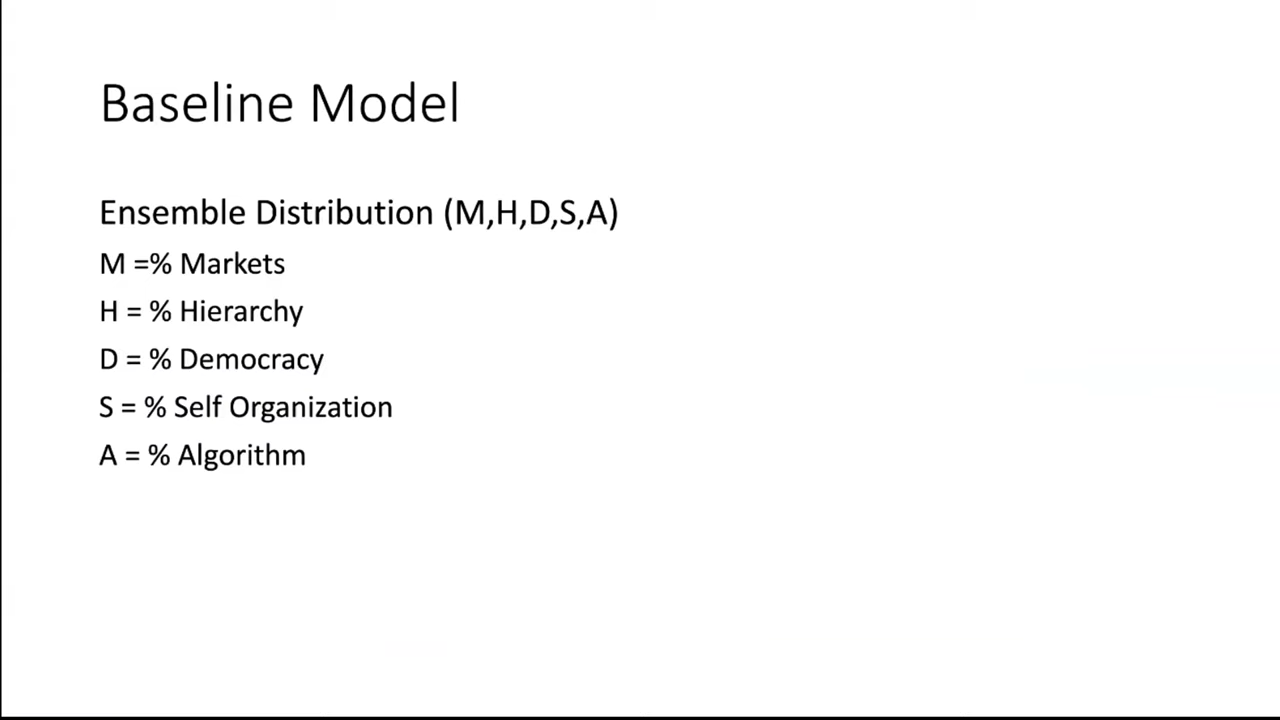 Baseline Model
Ensemble Distribution (M,H,D,S,A)
M =% Markets
H = % Hierarchy
D = % Democracy
S = % Self Organization
A = % Algorithm